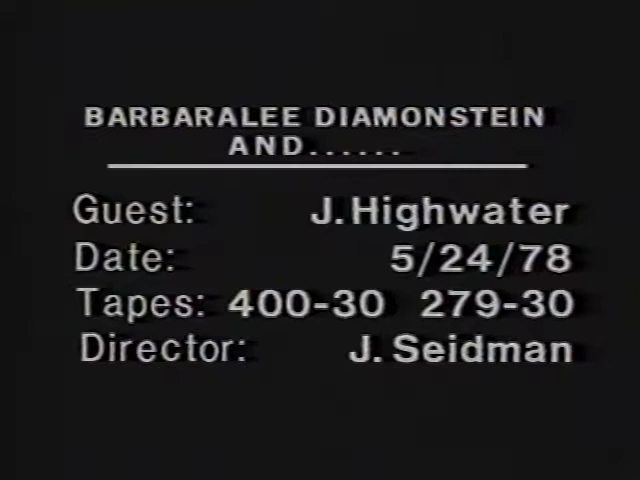 BARBARALEE DIAMONSTEIN
AND......
Guest: J.Highwater
Date: 5/24/78
Tapes: 400-30 279-30
Director: J. Seidman